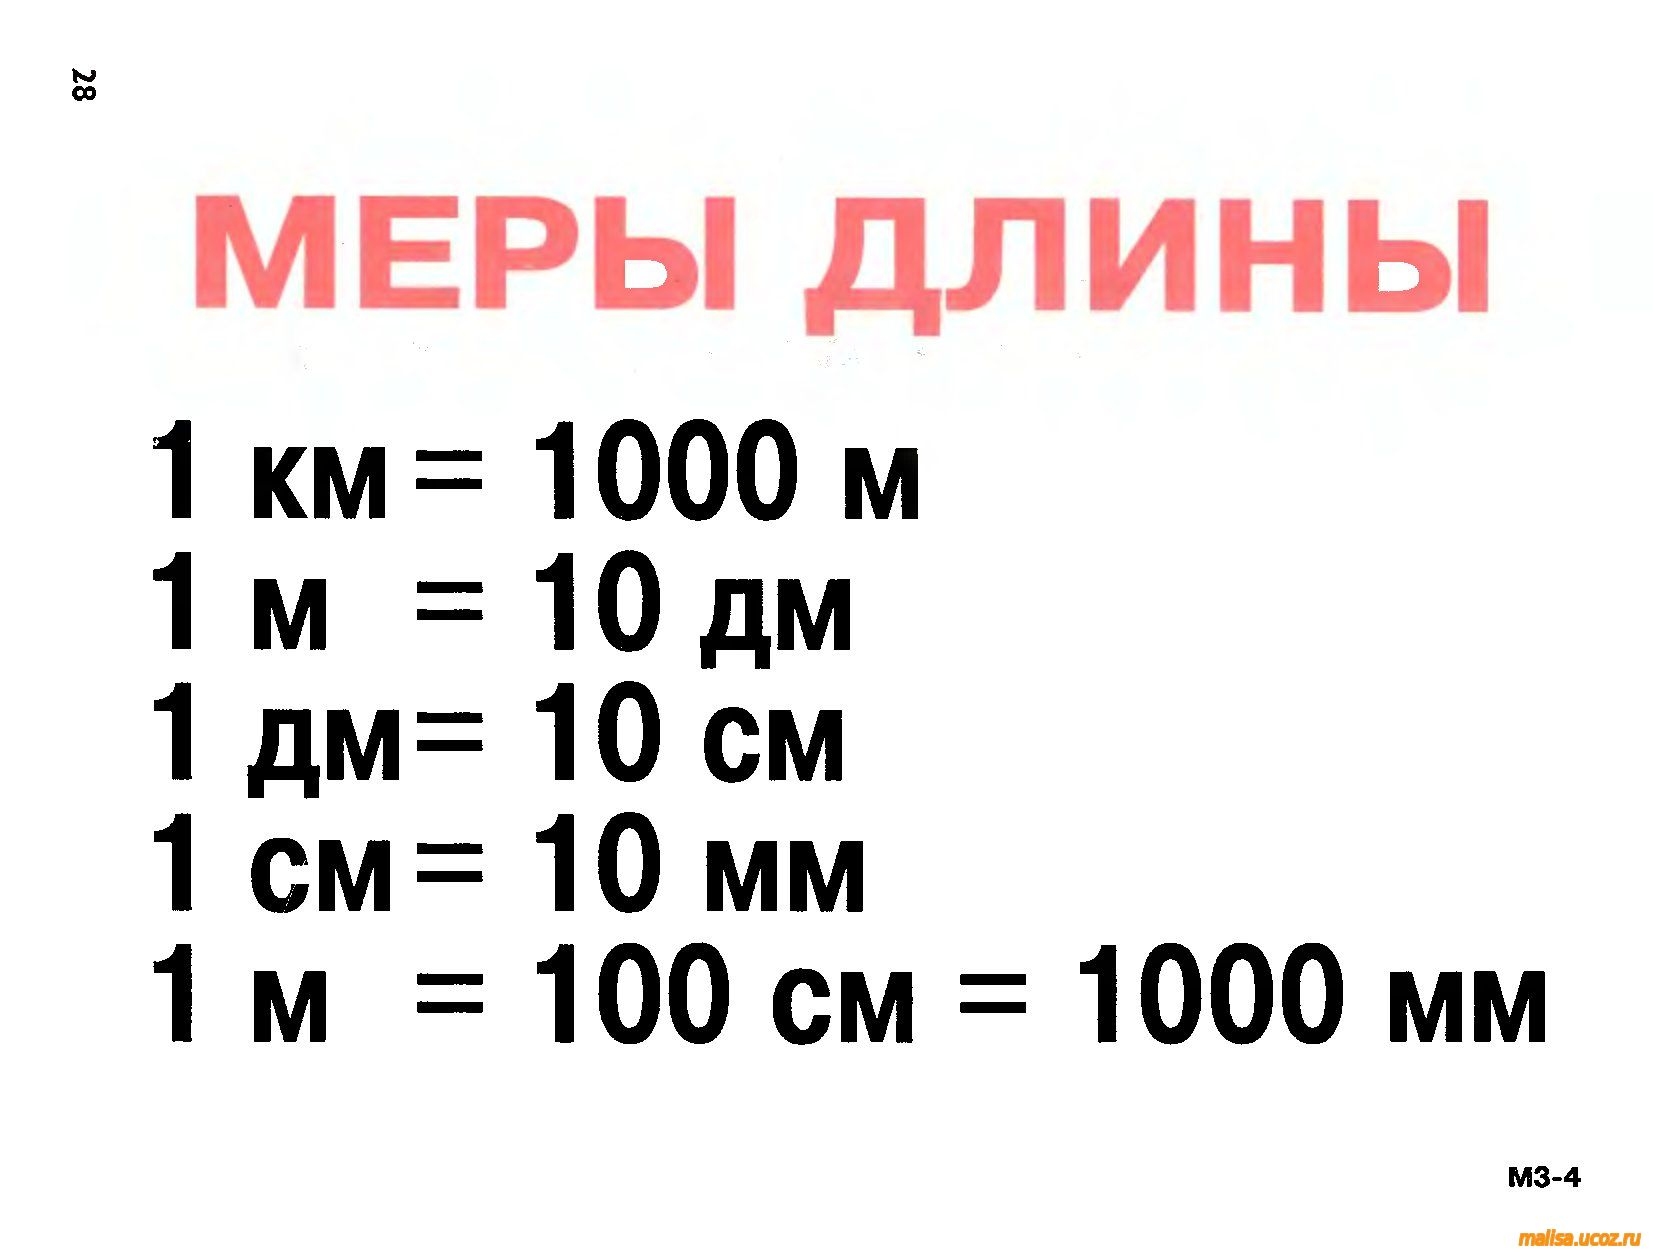 28
МЕРЫ ДЛИНЫ
1 км = 1000 м
1 м = 10 дм
1 дм = 10 см
1 см = 10 мм
1 м = 100 см = 1000 мм
МЗ-4
malisa.ucoz.ru